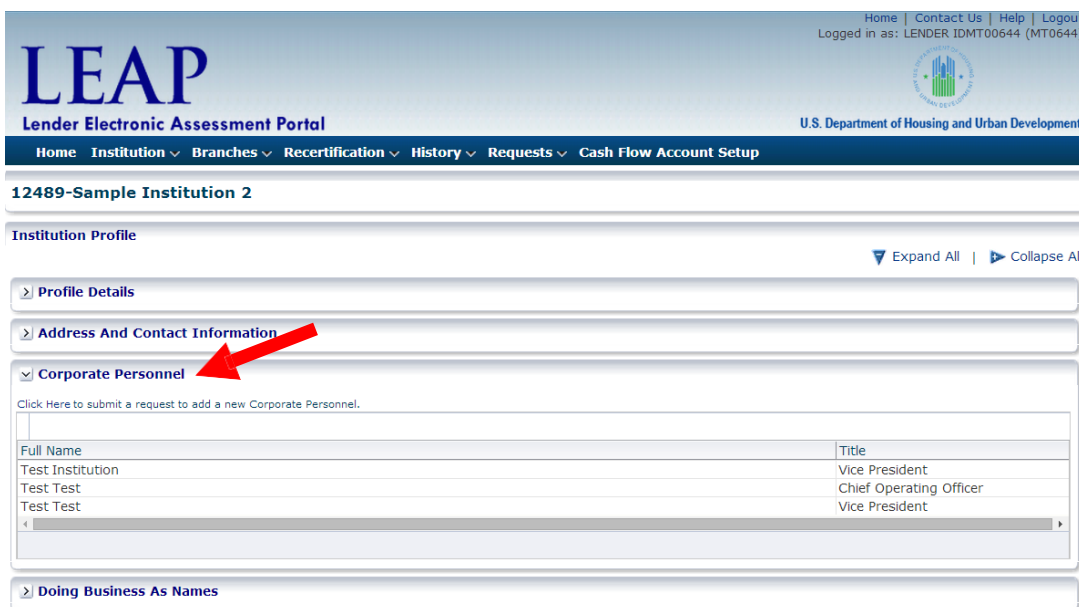 Home | Contact Us | Help | Logou
Logged in as: LENDER IDMT00644 (MT0644
LEAP
Lender Electronic Assessment Portal
U.S. Department of Housing and Urban Development
Home Institution Branches Recertification History Requests Cash Flow Account Setup
12489-Sample Institution 2
Institution Profile
Expand All | Collapse Al
Profile Details
Address And Contact Information
Corporate Personnel
Click Here to submit a request to add a new Corporate Personnel.
Full Name Title
Test Institution Vice President
Test Test Chief Operating Officer
Test Test Vice President
Doing Business As Names